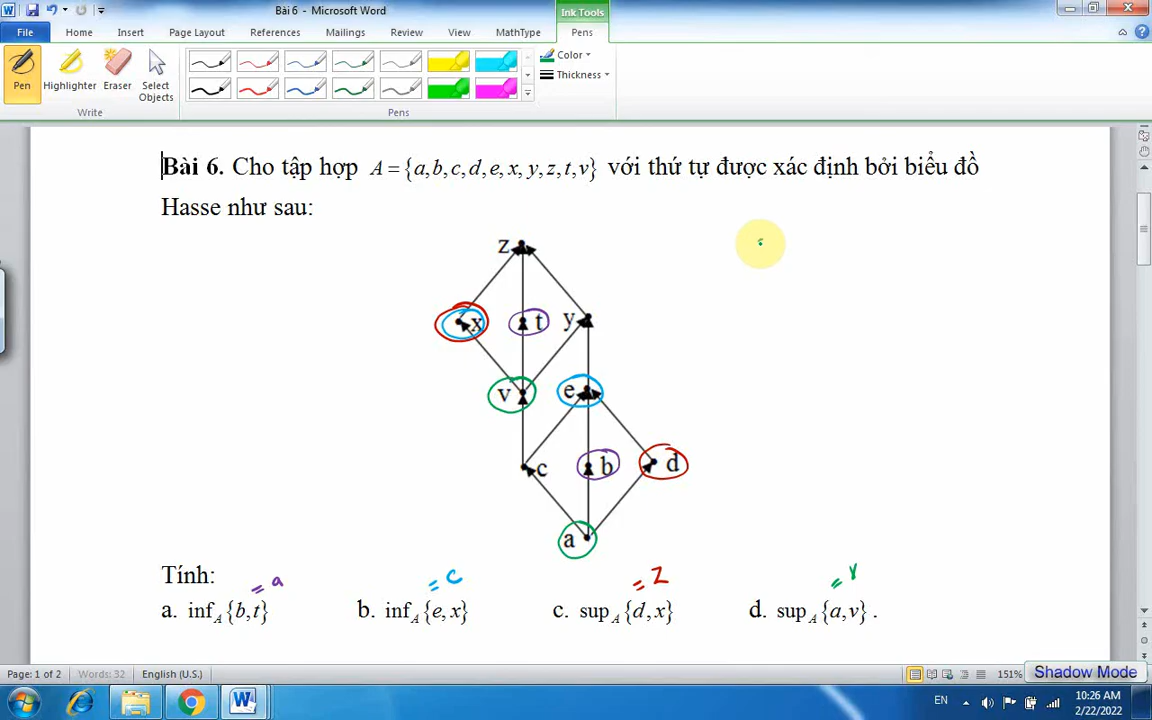 Bài 6 - Microsoft Word
Ink Tools
File Home Insert Page Layout References Mailings Review View MathType Pens
Pen Highlighter Eraser Select Objects
Color
Thickness
Write Pens
Bài 6. Cho tập hợp A = {a, b, c, d, e, x, y, z, t, v} với thứ tự được xác định bởi biểu đồ
Hasse như sau:
z
x t y
v e
c b d
a
Tính:
= a = c = z = v
a. inf_A {b, t} b. inf_A {e, x} c. sup_A {d, x} d. sup_A {a, v} .
Page: 1 of 2 Words: 32 English (U.S.) 151% Shadow Mode
EN 10:26 AM
2/22/2022